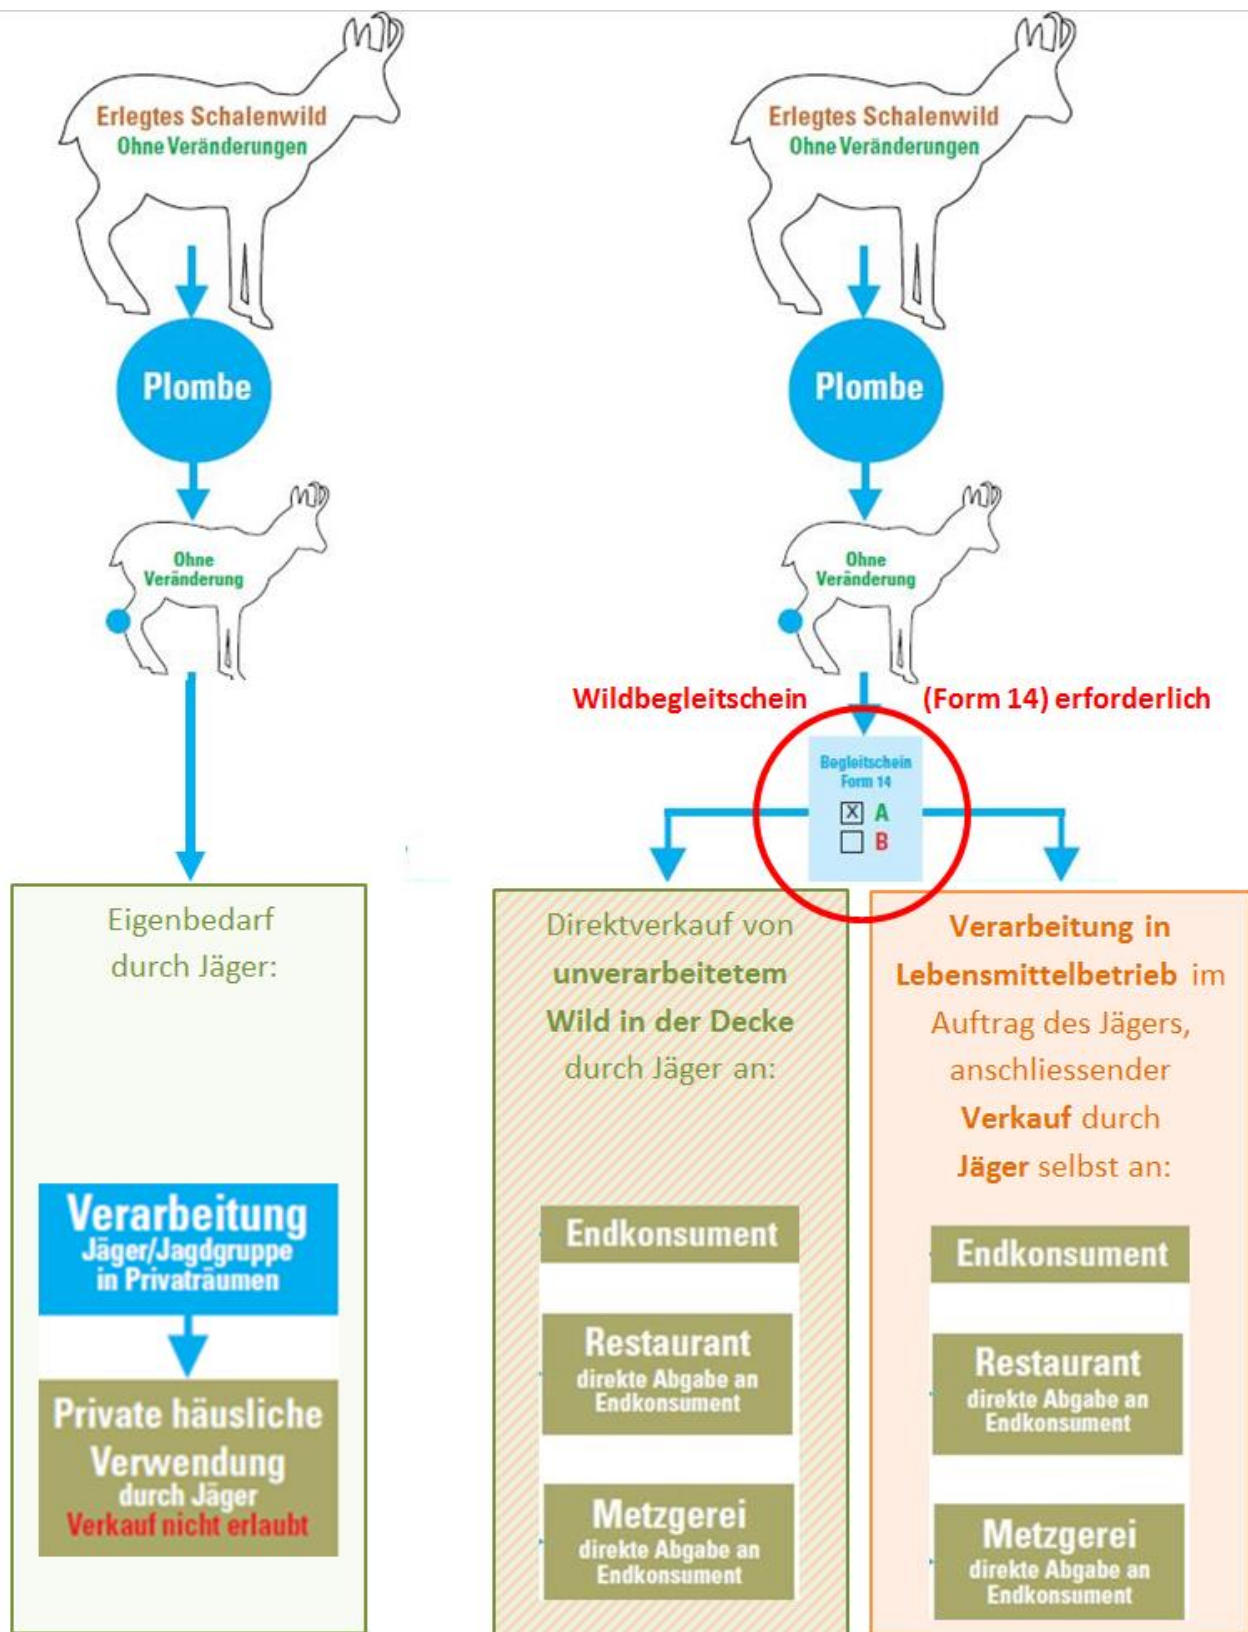 Erlegtes Schalenwild
Ohne Veränderungen
Plombe
Ohne
Veränderung
Eigenbedarf
durch Jäger:
Verarbeitung
Jäger/Jagdgruppe
in Privaträumen
Private häusliche
Verwendung
durch Jäger
Verkauf nicht erlaubt
Erlegtes Schalenwild
Ohne Veränderungen
Plombe
Ohne
Veränderung
Wildbegleitschein (Form 14) erforderlich
Begleitschein
Form 14
X A
B
Direktverkauf von
unverarbeitetem
Wild in der Decke
durch Jäger an:
Endkonsument
Restaurant
direkte Abgabe an
Endkonsument
Metzgerei
direkte Abgabe an
Endkonsument
Verarbeitung in
Lebensmittelbetrieb im
Auftrag des Jägers,
anschliessender
Verkauf durch
Jäger selbst an:
Endkonsument
Restaurant
direkte Abgabe an
Endkonsument
Metzgerei
direkte Abgabe an
Endkonsument